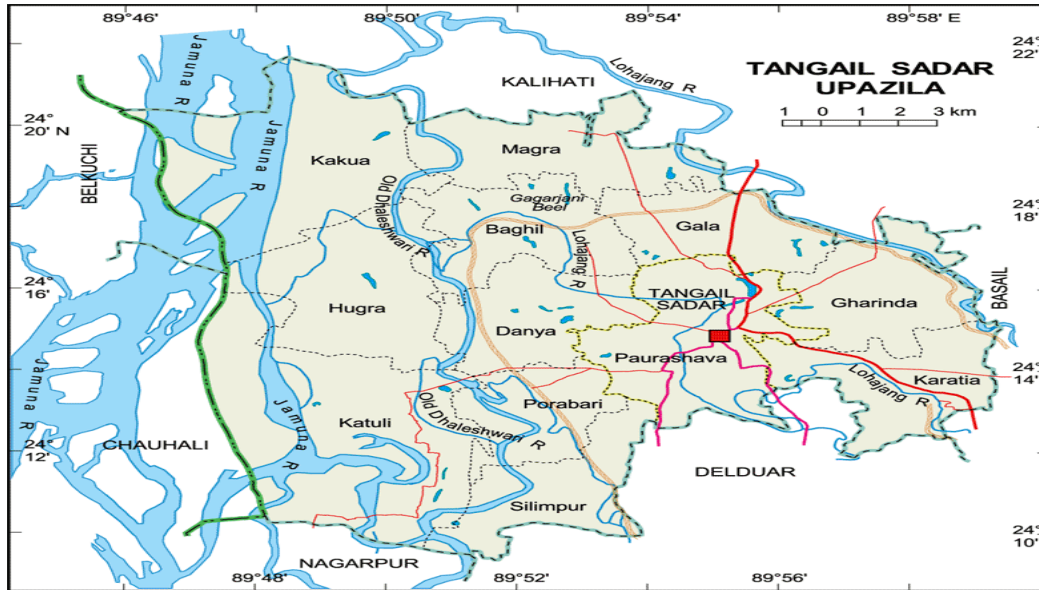 89°46' 89°50' 89°54' 89°58' E
24°
22'
TANGAIL SADAR
UPAZILA
1 0 1 2 3 km
KALIHATI
Lohajang R
Jamuna R
Jamuna R
24°
20' N
24°
20'
BELKUCHI
Kakua
Magra
Old Dhaleshwari R
Gagarjani
Beel
Baghil
Lohajang R
Gala
24°
18'
24°
16'
Hugra
Danya
TANGAIL
SADAR
Gharinda
BASAIL
Paurashava
Jamuna R
Jamuna R
24°
14'
Lohajang R
Karatia
Katuli
Old Dhaleshwari R
Porabari
CHAUHALI
24°
12'
DELDUAR
Silimpur
24°
10'
NAGARPUR
89°48' 89°52' 89°56'